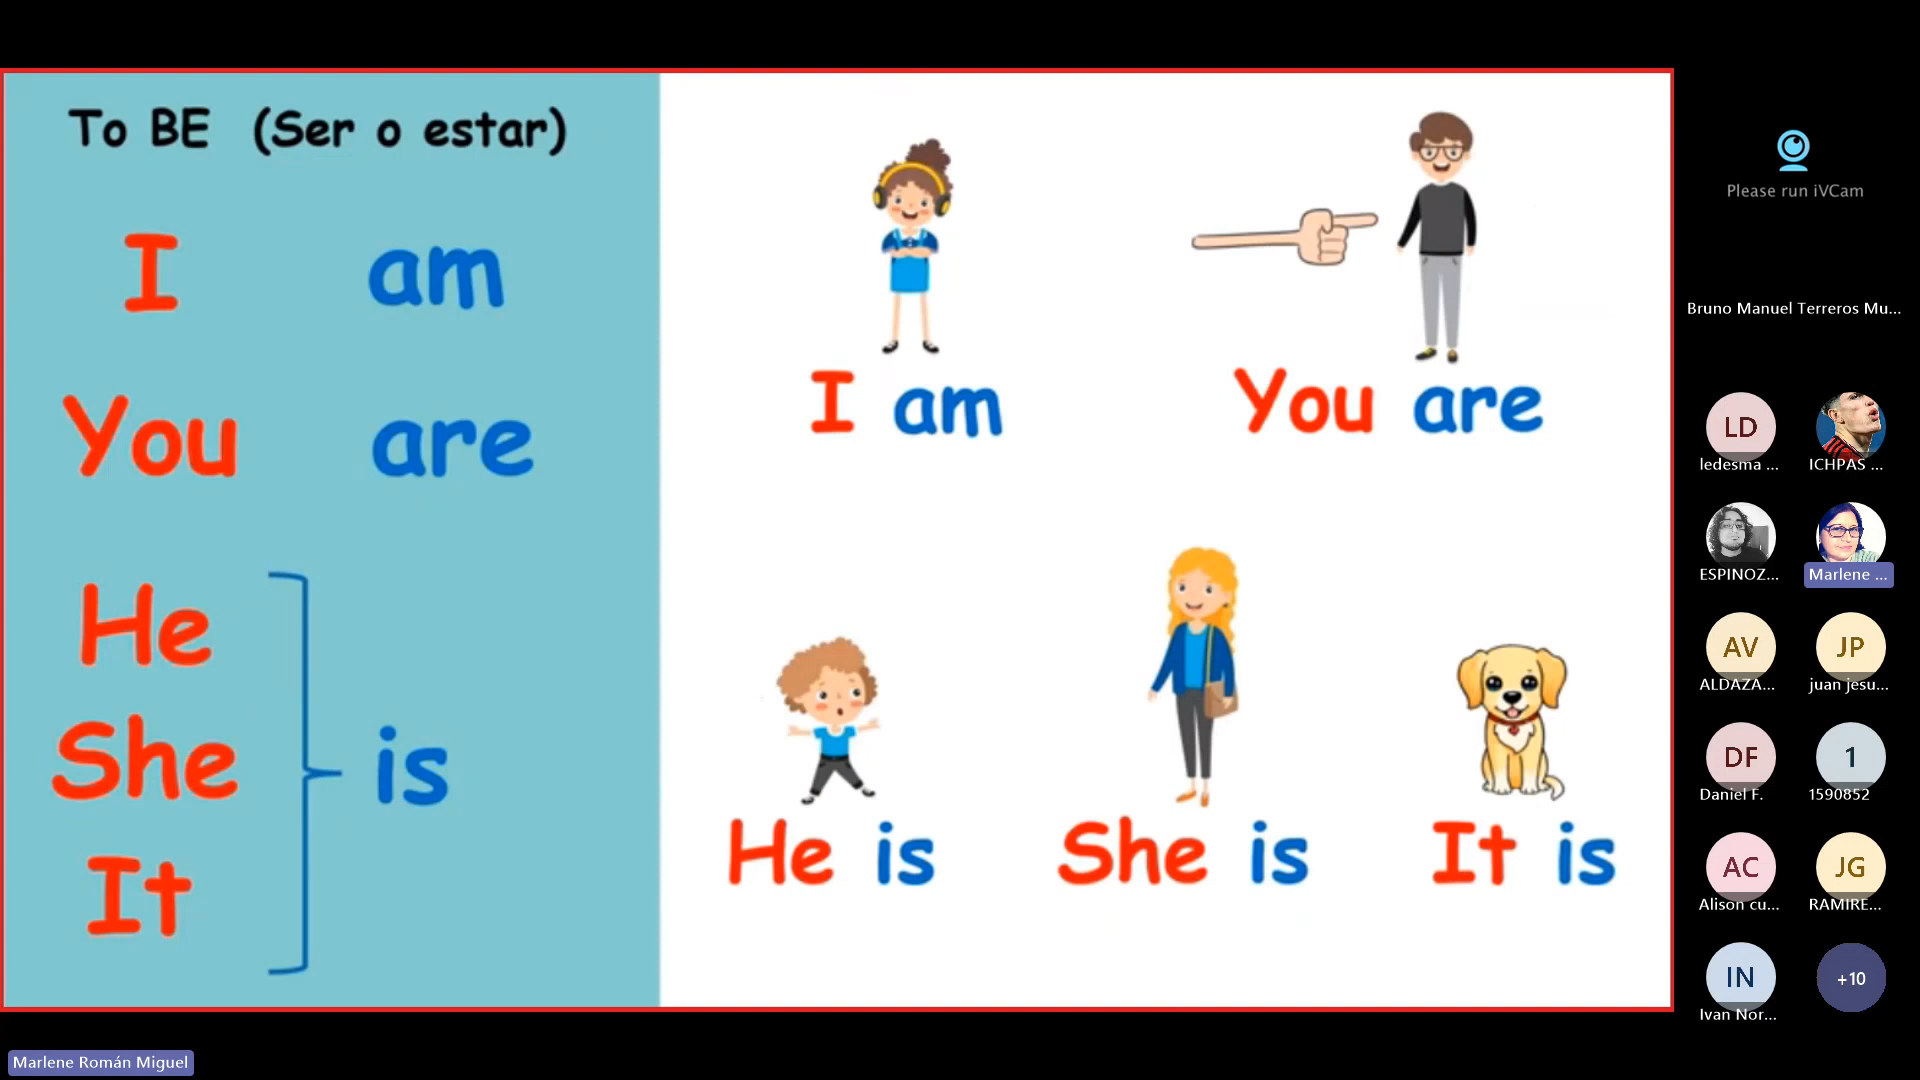 To BE (Ser o estar)
I am
You are
He
She
It
is
I am
You are
He is
She is
It is
Please run iVCam
Bruno Manuel Terreros Mu...
LD
ledesma ...
ICHPAS ...
ESPINOZ...
Marlene ...
AV
ALDAZA...
JP
juan jesu...
DF
Daniel F.
1
1590852
AC
Alison cu...
JG
RAMIRE...
IN
Ivan Nor...
+10
Marlene Román Miguel